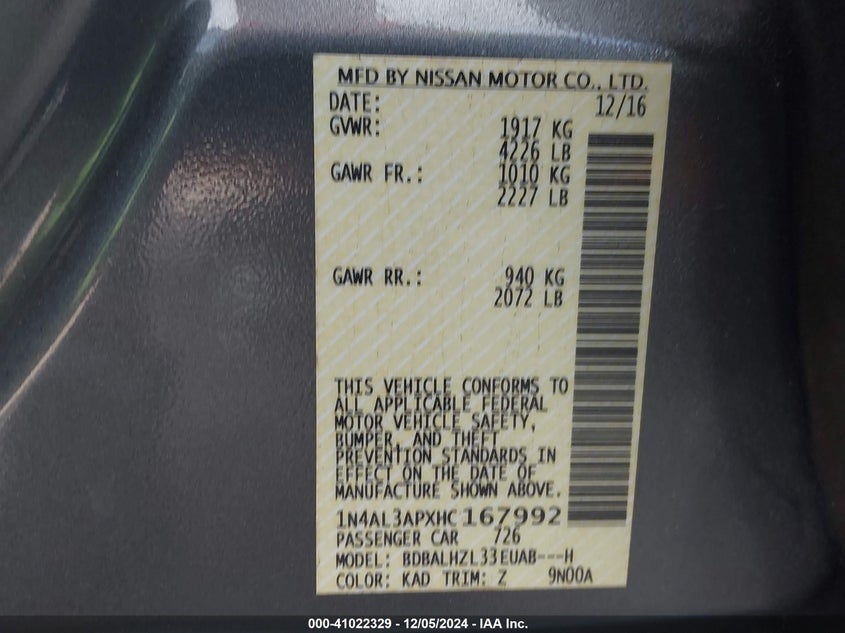 MFD BY NISSAN MOTOR CO., LTD.
DATE: 12/16
GVWR: 1917 KG
4226 LB
GAWR FR.: 1010 KG
2227 LB
GAWR RR.: 940 KG
2072 LB
THIS VEHICLE CONFORMS TO
ALL APPLICABLE FEDERAL
MOTOR VEHICLE SAFETY,
BUMPER, AND THEFT
PREVENTION STANDARDS IN
EFFECT ON THE DATE OF
MANUFACTURE SHOWN ABOVE.
1N4AL3APXHC167992
PASSENGER CAR 726
MODEL: BDBALHZL33EUAB---H
COLOR: KAD TRIM: Z 9N00A
000-41022329 - 12/05/2024 - IAA Inc.